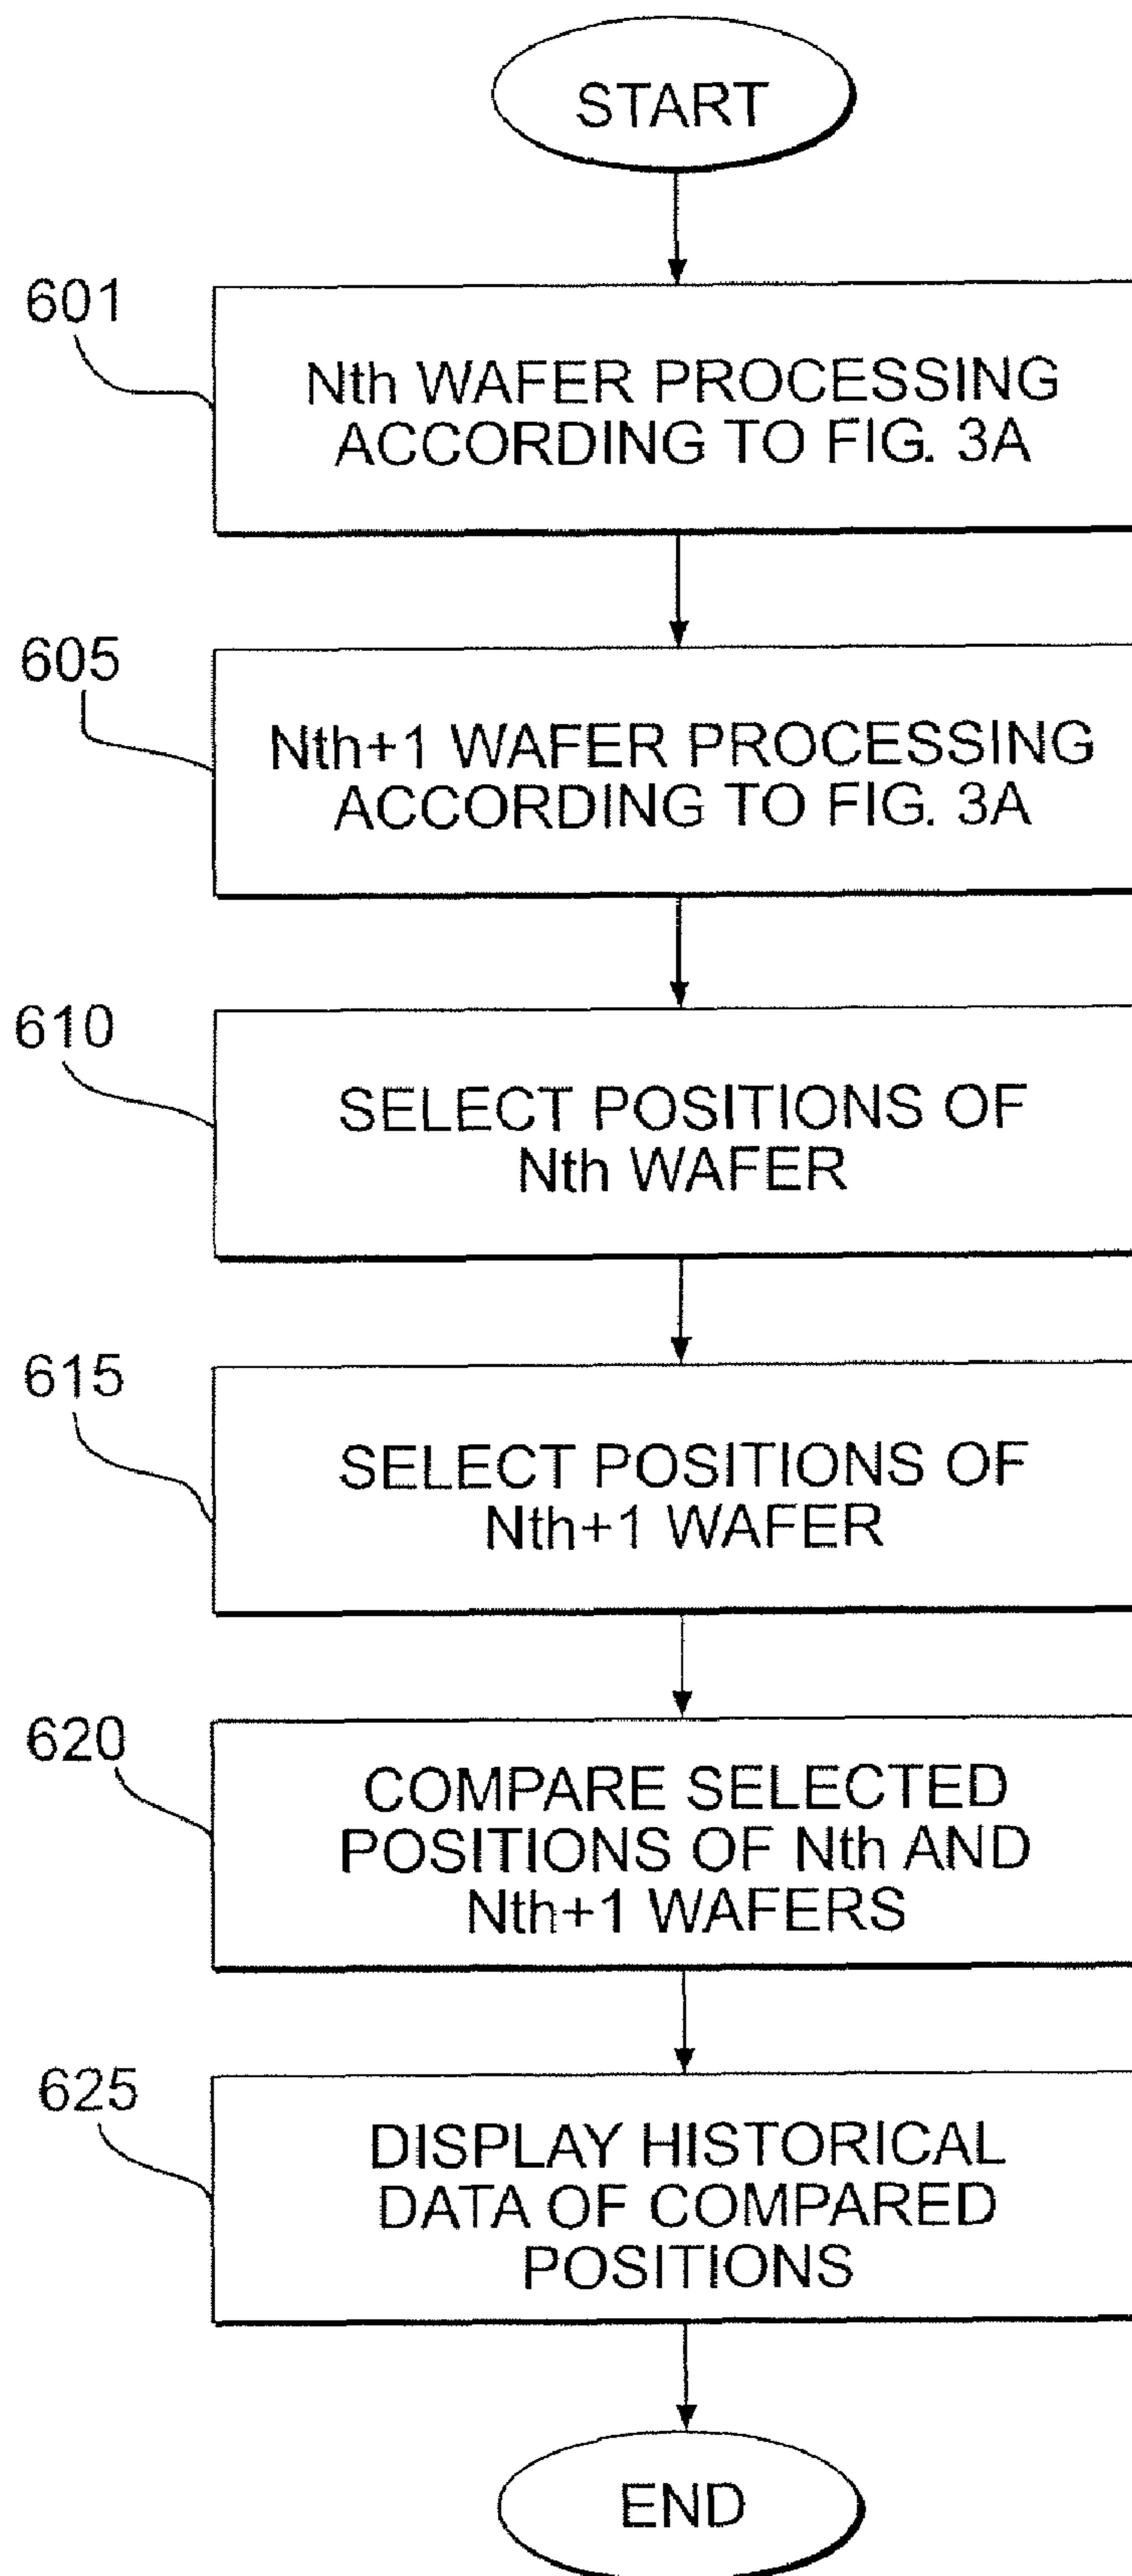 START
601
Nth WAFER PROCESSING
ACCORDING TO FIG. 3A
605
Nth+1 WAFER PROCESSING
ACCORDING TO FIG. 3A
610
SELECT POSITIONS OF
Nth WAFER
615
SELECT POSITIONS OF
Nth+1 WAFER
620
COMPARE SELECTED
POSITIONS OF Nth AND
Nth+1 WAFERS
625
DISPLAY HISTORICAL
DATA OF COMPARED
POSITIONS
END